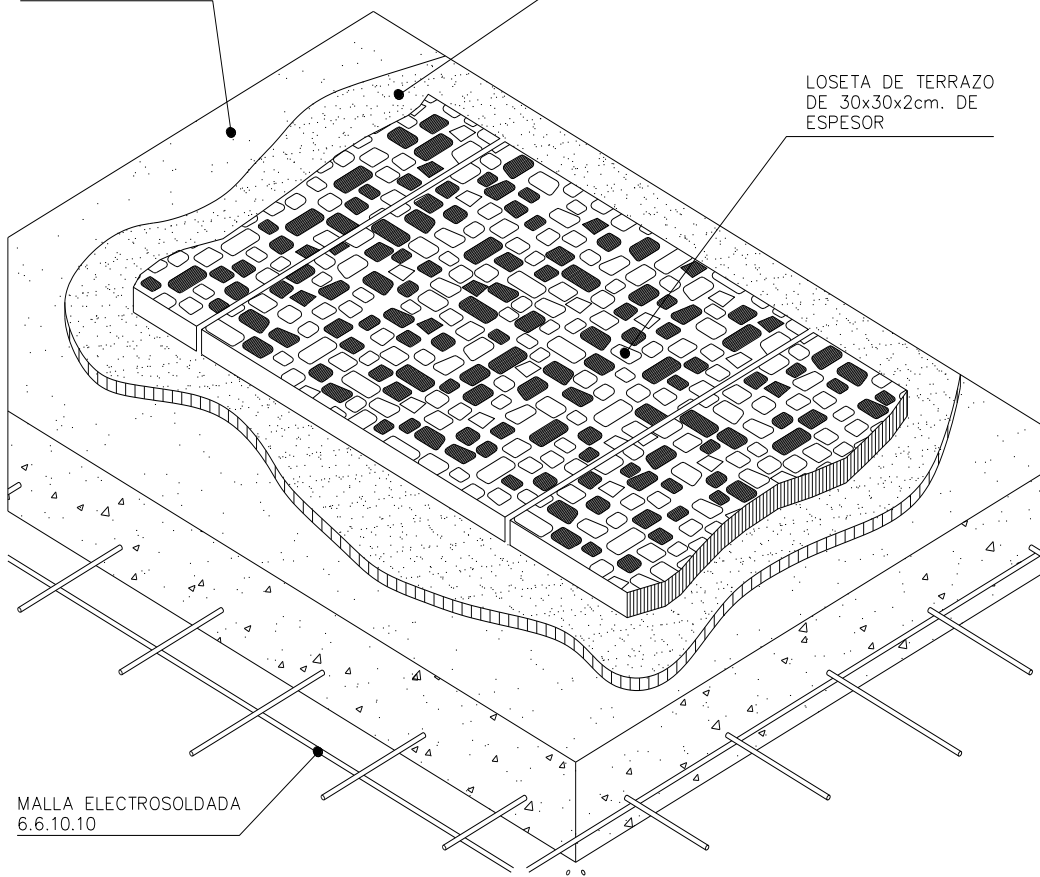 LOSETA DE TERRAZO
DE 30x30x2cm. DE
ESPESOR
MALLA ELECTROSOLDADA
6.6.10.10